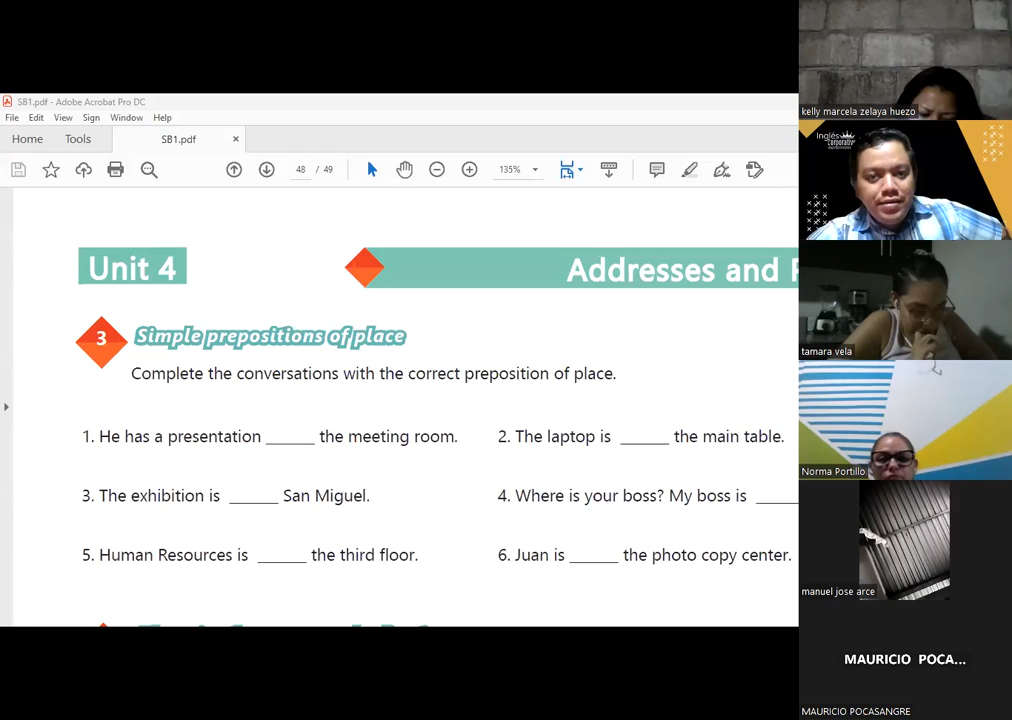 SB1.pdf - Adobe Acrobat Pro DC
File Edit View Sign Window Help
Home Tools SB1.pdf ×
48 / 49 135%
Unit 4 Addresses and
3 Simple prepositions of place
Complete the conversations with the correct preposition of place.
1. He has a presentation ______ the meeting room. 2. The laptop is ______ the main table.
3. The exhibition is ______ San Miguel. 4. Where is your boss? My boss is _____
5. Human Resources is ______ the third floor. 6. Juan is ______ the photo copy center.
kelly marcela zelaya huezo
Inglés
Corporativo
tamara vela
Norma Portillo
manuel jose arce
MAURICIO POCA...
MAURICIO POCASANGRE